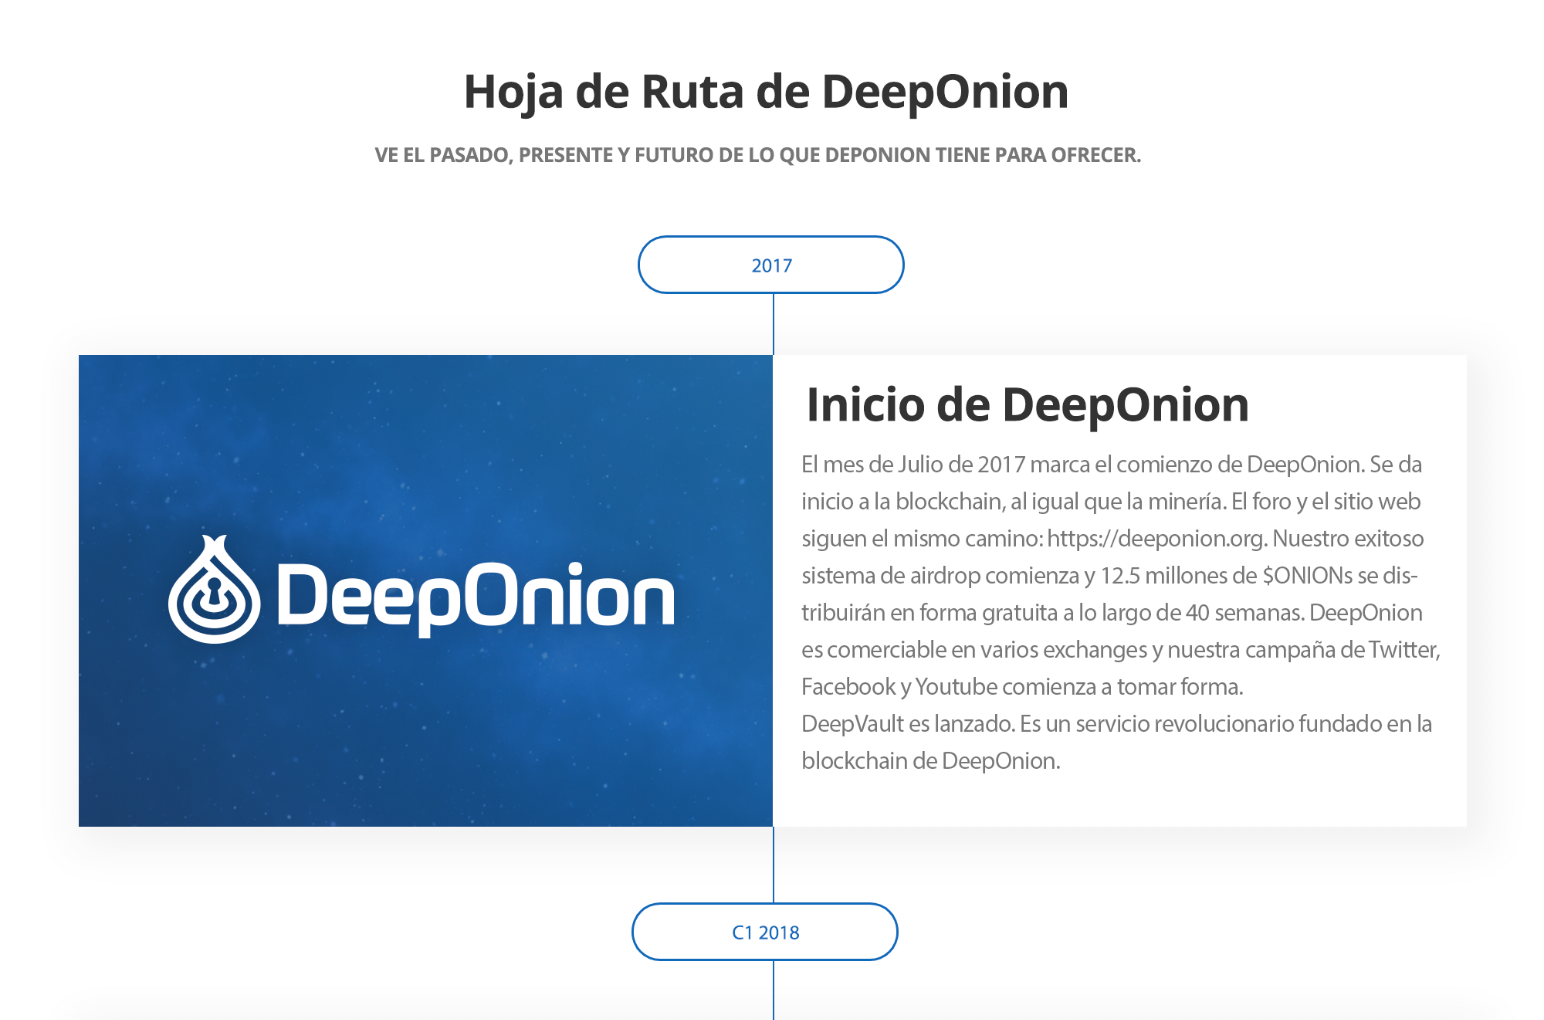 Hoja de Ruta de DeepOnion
VE EL PASADO, PRESENTE Y FUTURO DE LO QUE DEPONION TIENE PARA OFRECER.
2017
DeepOnion
Inicio de DeepOnion
El mes de Julio de 2017 marca el comienzo de DeepOnion. Se da
inicio a la blockchain, al igual que la minería. El foro y el sitio web
siguen el mismo camino: https://deeponion.org. Nuestro exitoso
sistema de airdrop comienza y 12.5 millones de $ONIONs se dis-
tribuirán en forma gratuita a lo largo de 40 semanas. DeepOnion
es comerciable en varios exchanges y nuestra campaña de Twitter,
Facebook y Youtube comienza a tomar forma.
DeepVault es lanzado. Es un servicio revolucionario fundado en la
blockchain de DeepOnion.
C1 2018